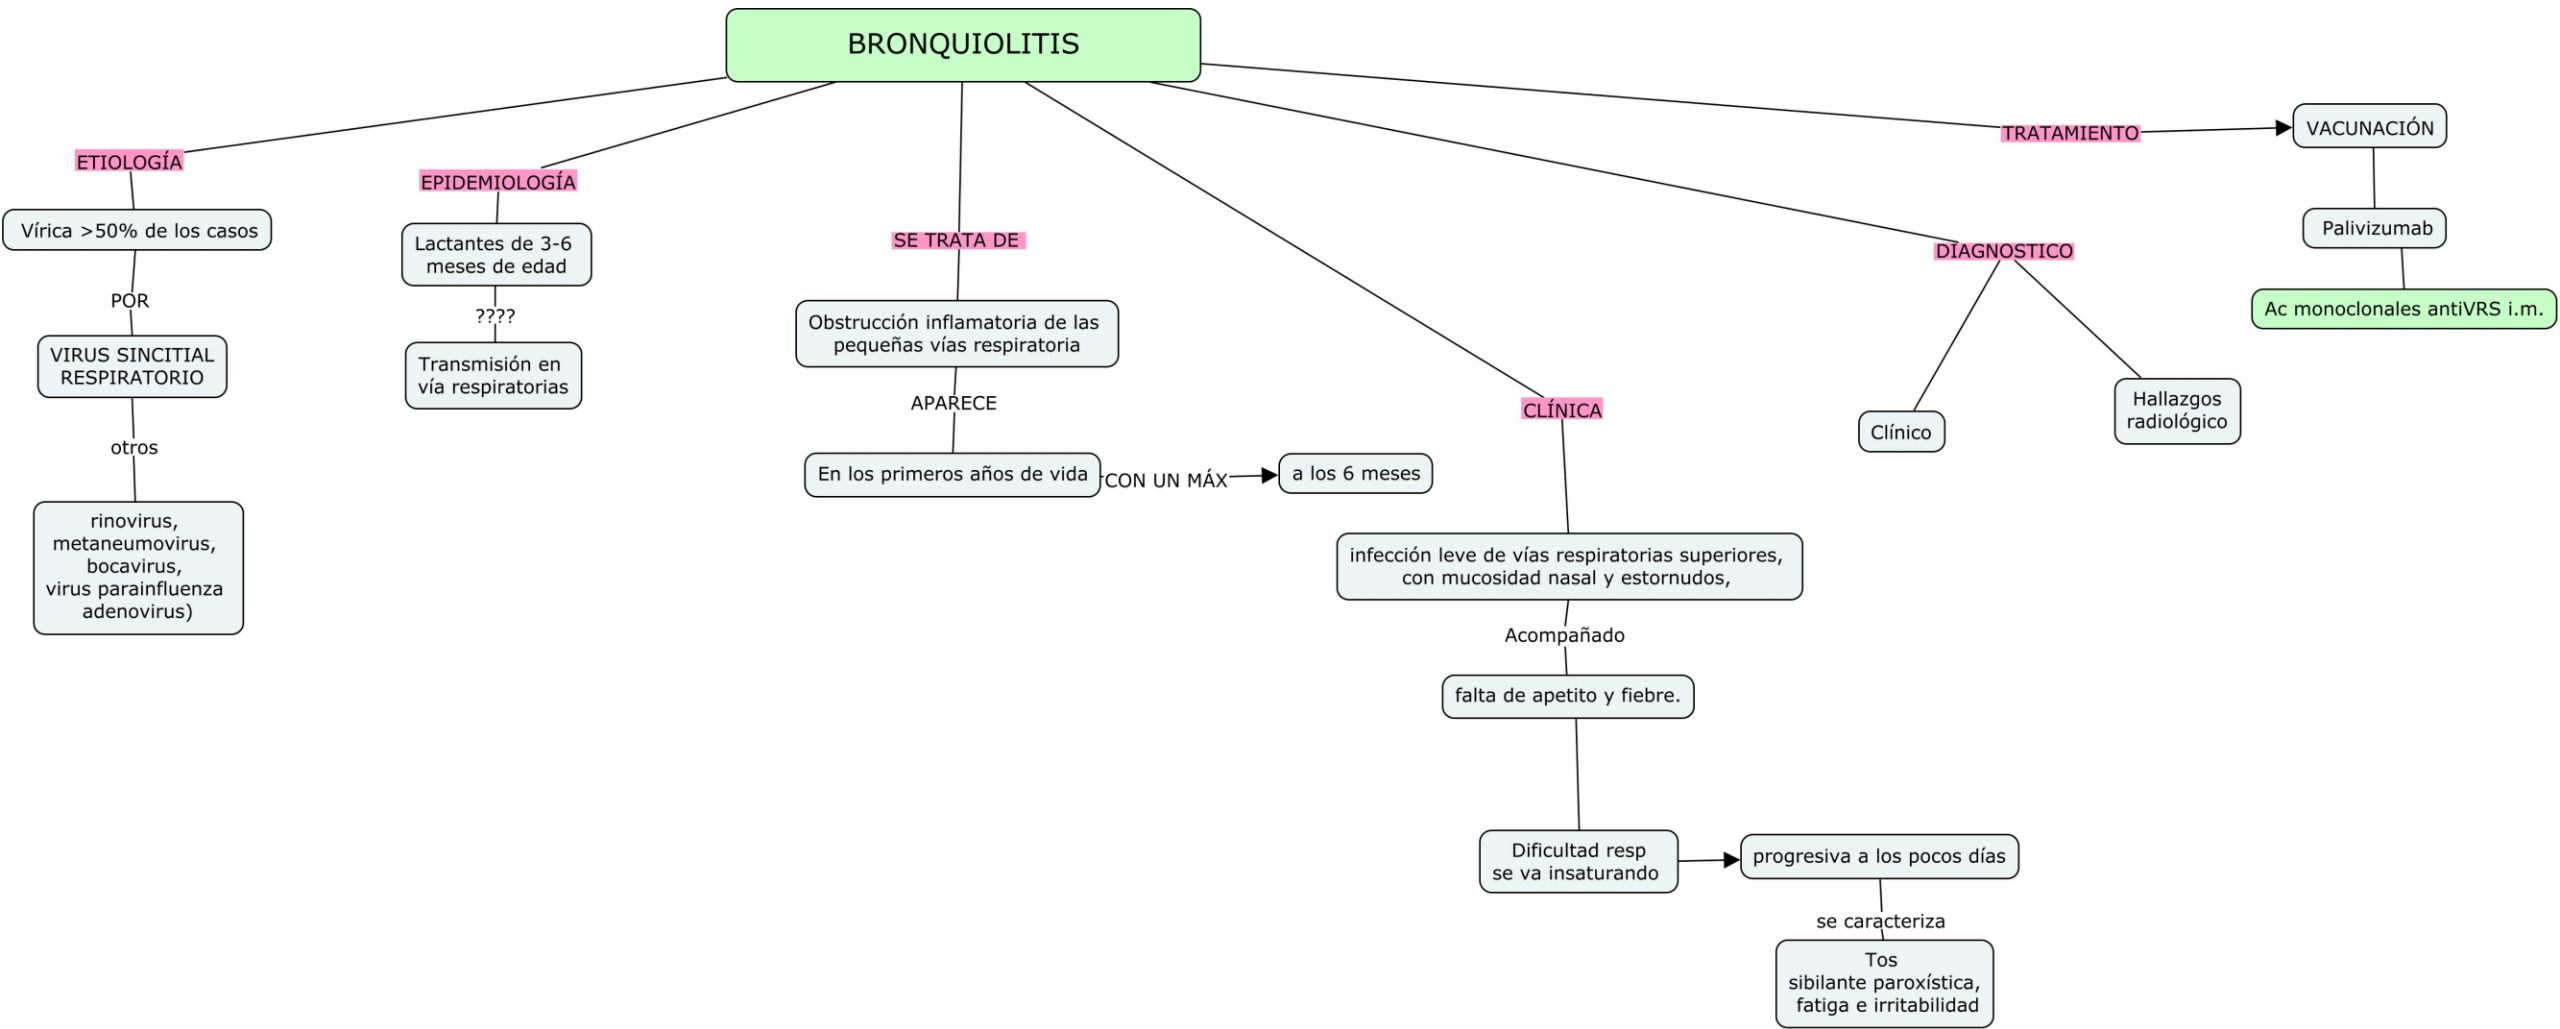 BRONQUIOLITIS
ETIOLOGÍA
Vírica >50% de los casos
POR
VIRUS SINCITIAL
RESPIRATORIO
otros
rinovirus,
metaneumovirus,
bocavirus,
virus parainfluenza
adenovirus)
EPIDEMIOLOGÍA
Lactantes de 3-6
meses de edad
????
Transmisión en
vía respiratorias
SE TRATA DE
Obstrucción inflamatoria de las
pequeñas vías respiratoria
APARECE
En los primeros años de vida
CON UN MÁX
a los 6 meses
CLÍNICA
infección leve de vías respiratorias superiores,
con mucosidad nasal y estornudos,
Acompañado
falta de apetito y fiebre.
Dificultad resp
se va insaturando
progresiva a los pocos días
se caracteriza
Tos
sibilante paroxística,
fatiga e irritabilidad
DIAGNOSTICO
Clínico
Hallazgos
radiológico
TRATAMIENTO
VACUNACIÓN
Palivizumab
Ac monoclonales antiVRS i.m.